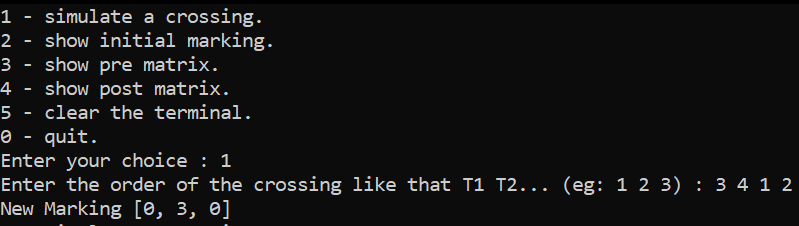 1 - simulate a crossing.
2 - show initial marking.
3 - show pre matrix.
4 - show post matrix.
5 - clear the terminal.
0 - quit.
Enter your choice : 1
Enter the order of the crossing like that T1 T2... (eg: 1 2 3) : 3 4 1 2
New Marking [0, 3, 0]